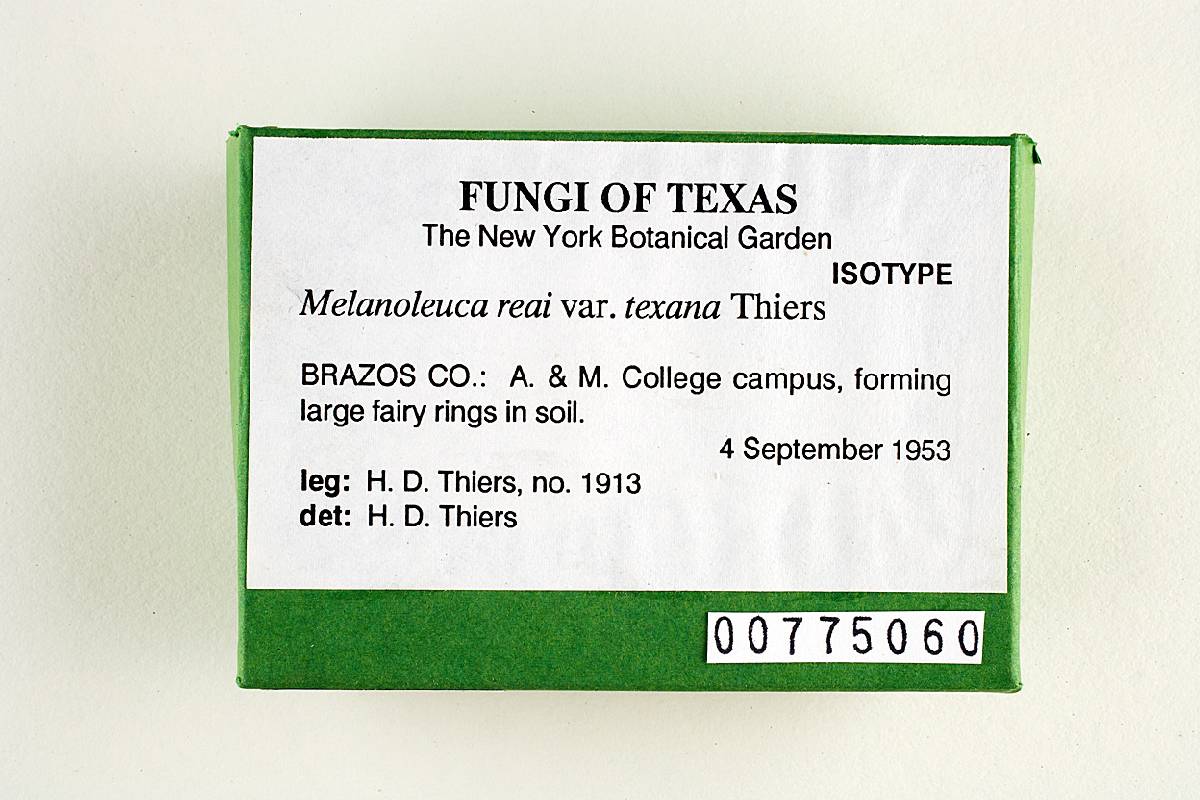 FUNGI OF TEXAS
The New York Botanical Garden
ISOTYPE
Melanoleuca reai var. texana Thiers
BRAZOS CO.: A. & M. College campus, forming
large fairy rings in soil.
4 September 1953
leg: H. D. Thiers, no. 1913
det: H. D. Thiers
00775060